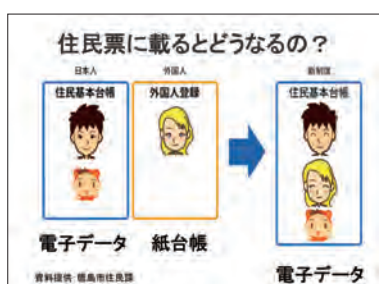 住民票に載るとどうなるの？
日本人 外国人 新制度
住民基本台帳 外国人登録 住民基本台帳
電子データ 紙台帳
電子データ
資料提供：徳島市住民課